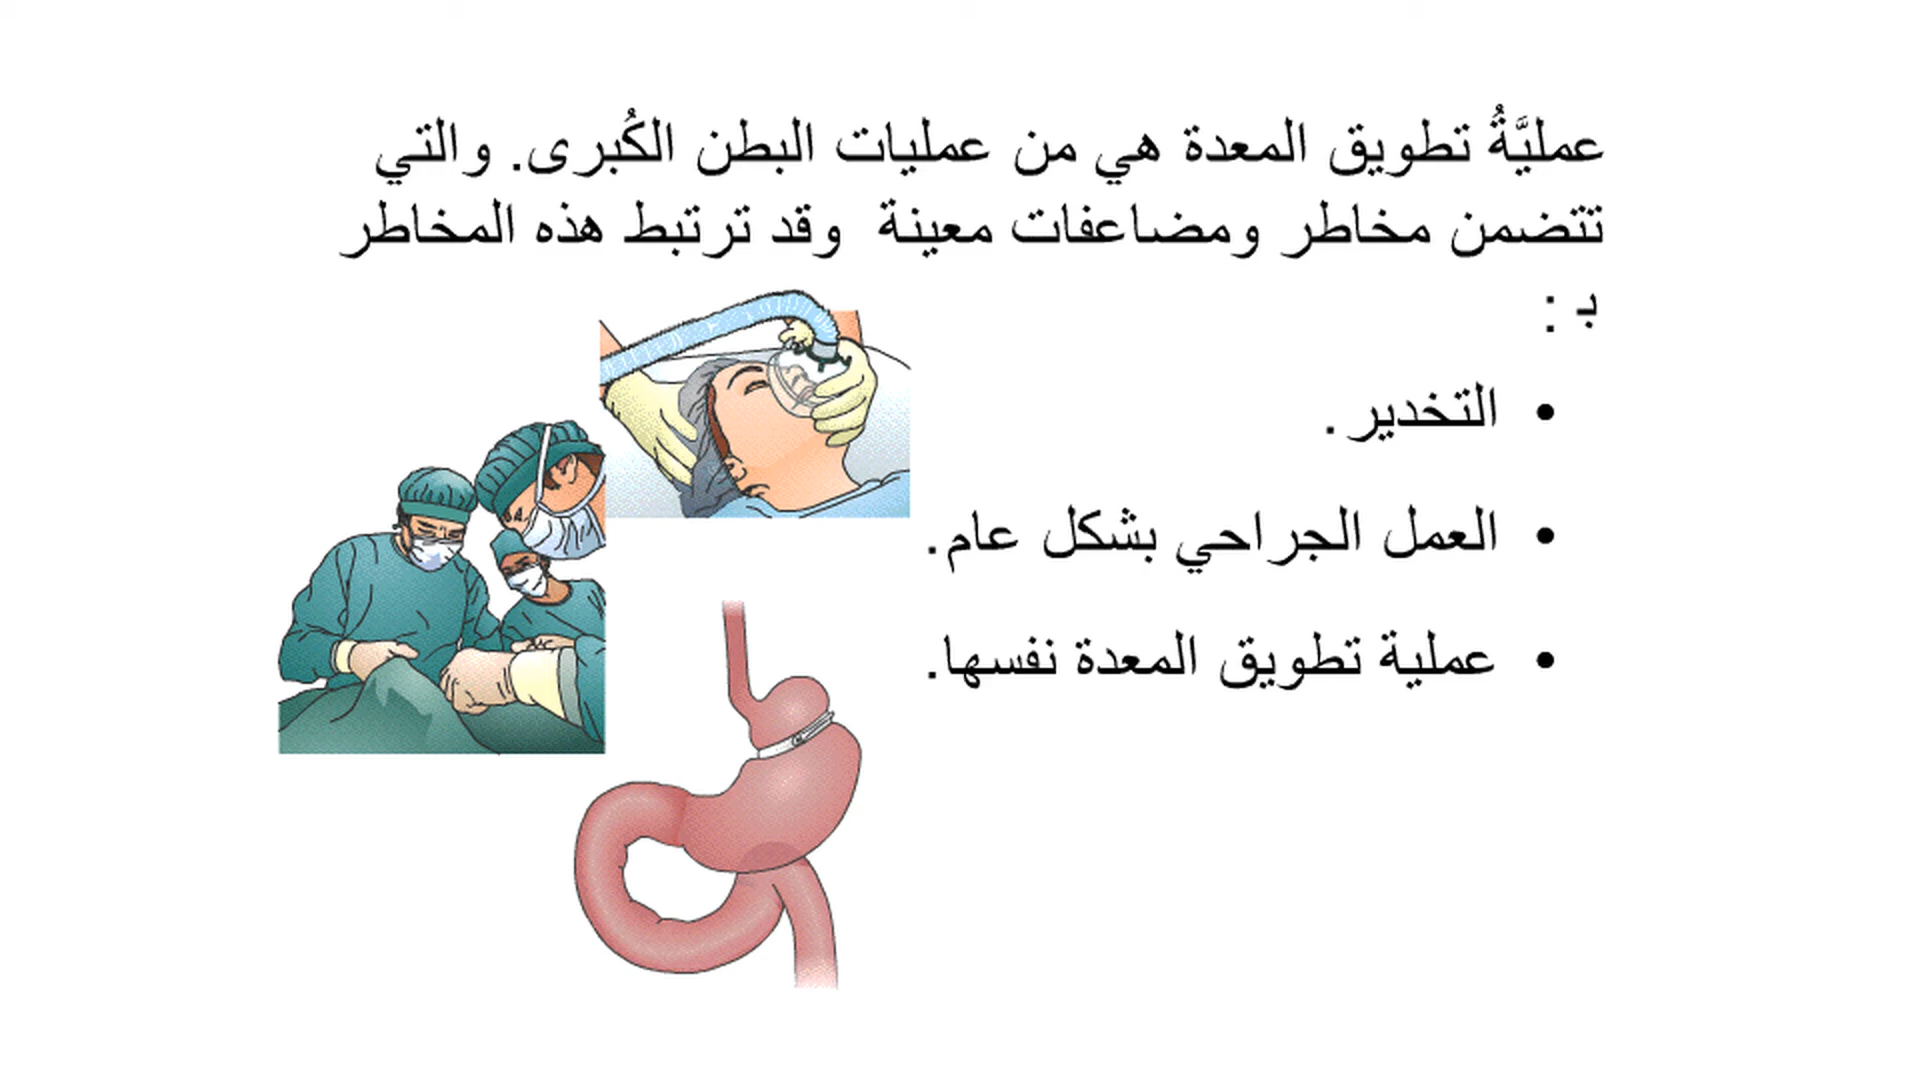 عمليَّةُ تطويق المعدة هي من عمليات البطن الكُبرى. والتي
تتضمن مخاطر ومضاعفات معينة وقد ترتبط هذه المخاطر
بـ :
• التخدير.
• العمل الجراحي بشكل عام.
• عملية تطويق المعدة نفسها.